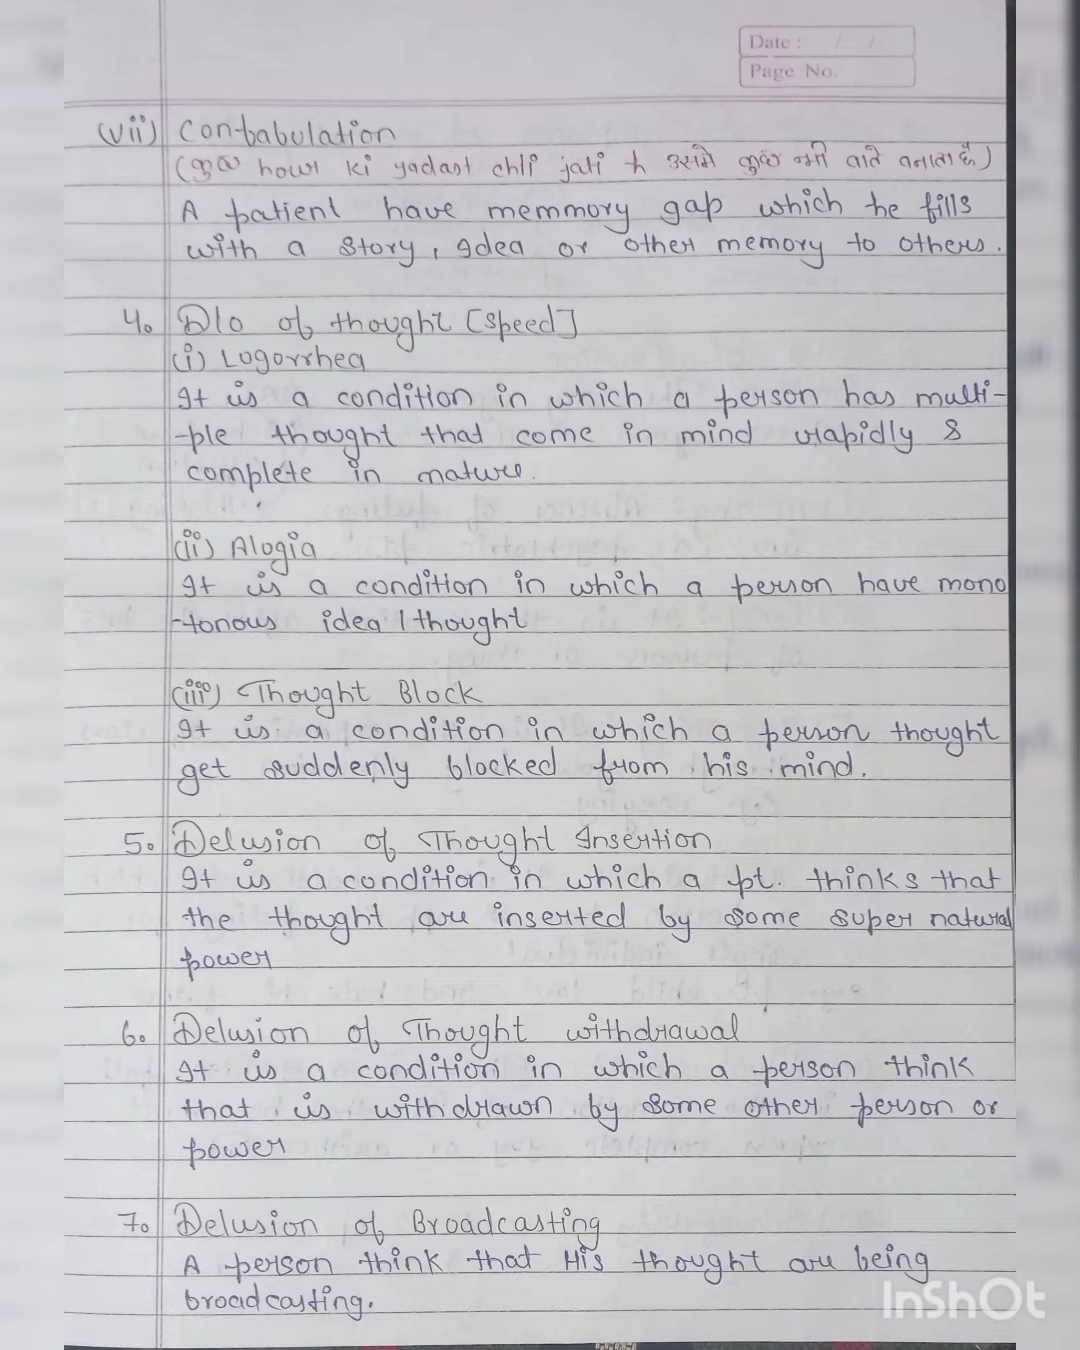 Date : / /
Page No.
(vii) Confabulation
(कुछ hours ki yadast chli jati h उसमे कुछ भी बाते बनाता है)
A patient have memmory gap which he fills
with a story, Idea or other memory to others.
4. D/o of thought [Speed]
(i) Logorrhea
It is a condition in which a person has multi-
-ple thought that come in mind rapidly &
complete in nature.
(ii) Alogia
It is a condition in which a person have mono
-tonous idea / thought
(iii) Thought Block
It is a condition in which a person thought
get suddenly blocked from his mind.
5. Delusion of Thought Insertion
It is a condition in which a pt. thinks that
the thought are inserted by some super natural
power
6. Delusion of Thought withdrawal
It is a condition in which a person think
that is withdrawn by some other person or
power
7. Delusion of Broadcasting
A person think that His thought are being
broadcasting.
InShOt